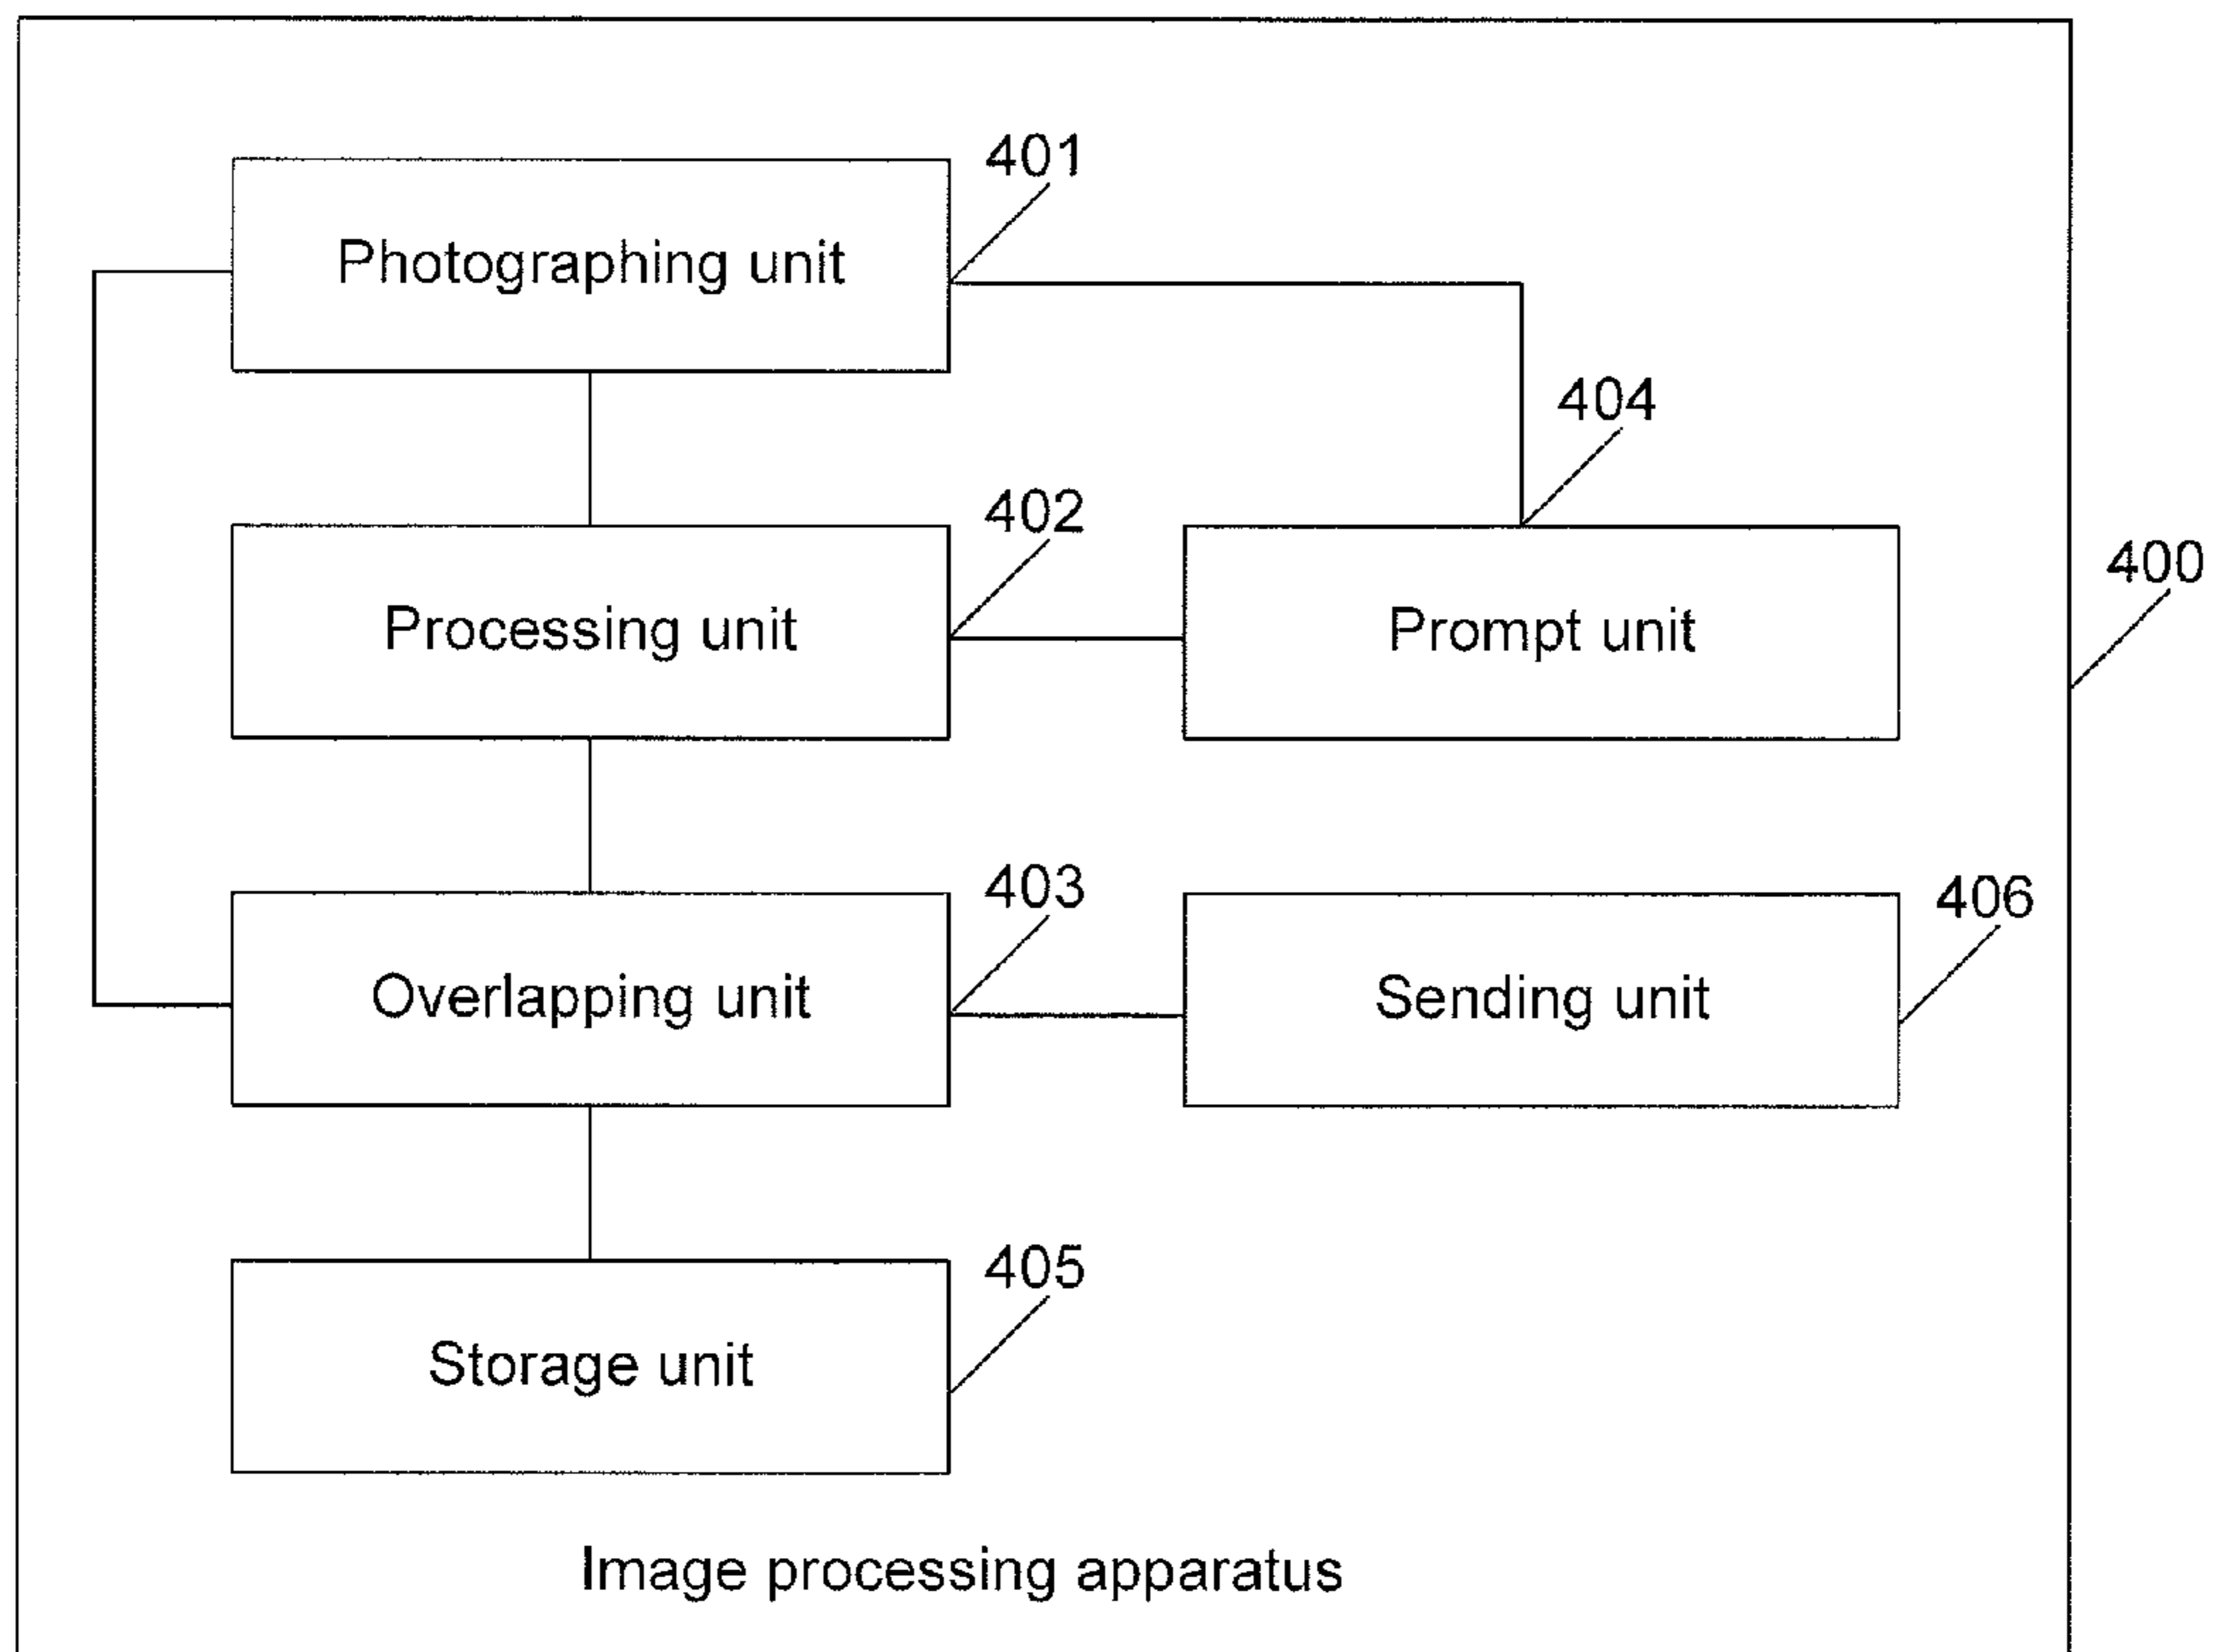 401
Photographing unit
404
402
400
Processing unit
Prompt unit
403
406
Overlapping unit
Sending unit
405
Storage unit
Image processing apparatus